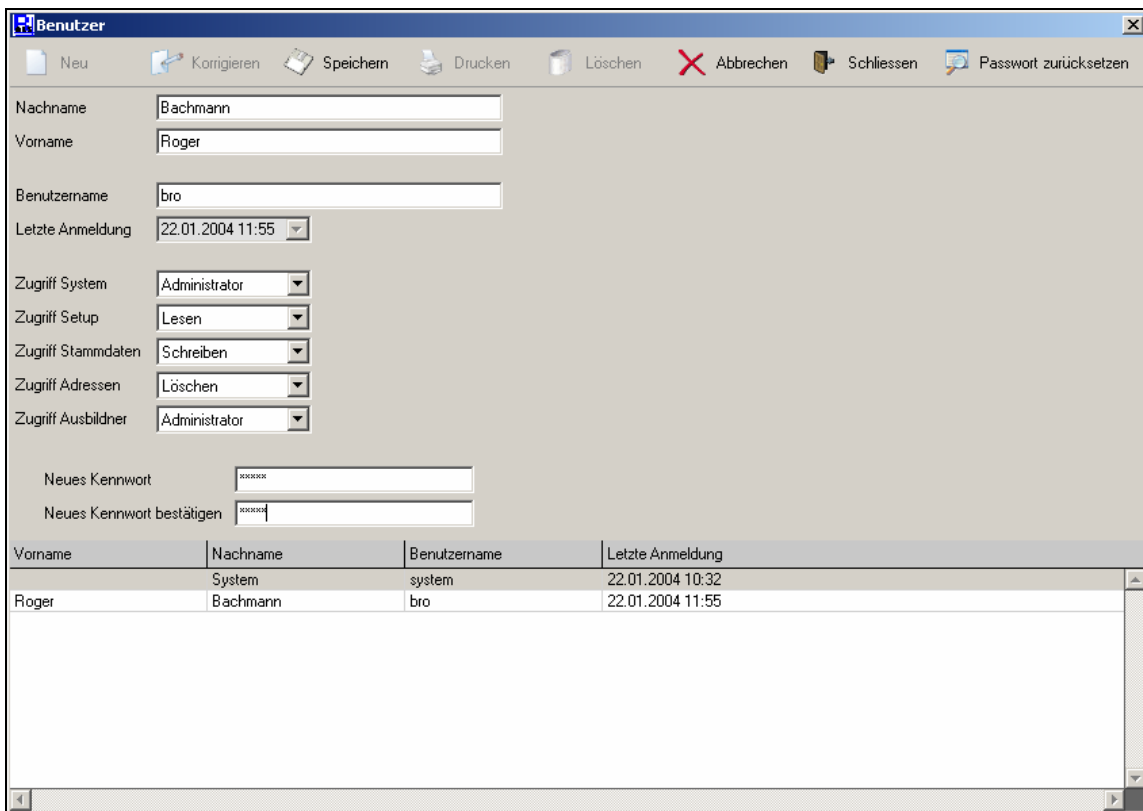 Benutzer
Neu Korrigieren Speichern Drucken Löschen Abbrechen Schliessen Passwort zurücksetzen
Nachname Bachmann
Vorname Roger
Benutzername bro
Letzte Anmeldung 22.01.2004 11:55
Zugriff System Administrator
Zugriff Setup Lesen
Zugriff Stammdaten Schreiben
Zugriff Adressen Löschen
Zugriff Ausbildner Administrator
Neues Kennwort xxxxx
Neues Kennwort bestätigen xxxxx
Vorname Nachname Benutzername Letzte Anmeldung
System system 22.01.2004 10:32
Roger Bachmann bro 22.01.2004 11:55